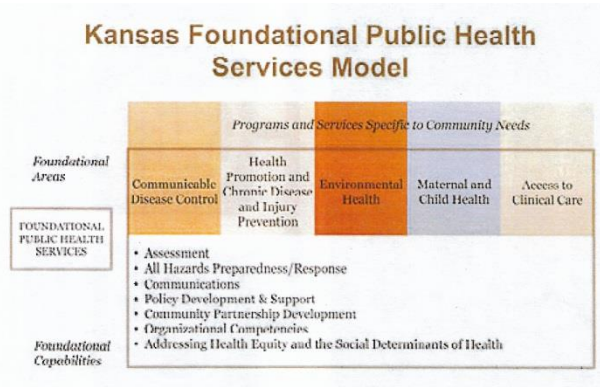 Kansas Foundational Public Health
Services Model
Programs and Services Specific to Community Needs
Foundational
Areas
Communicable
Disease Control
Health
Promotion and
Chronic Disease
and Injury
Prevention
Environmental
Health
Maternal and
Child Health
Access to
Clinical Care
FOUNDATIONAL
PUBLIC HEALTH
SERVICES
• Assessment
• All Hazards Preparedness/Response
• Communications
• Policy Development & Support
• Community Partnership Development
• Organizational Competencies
• Addressing Health Equity and the Social Determinants of Health
Foundational
Capabilities